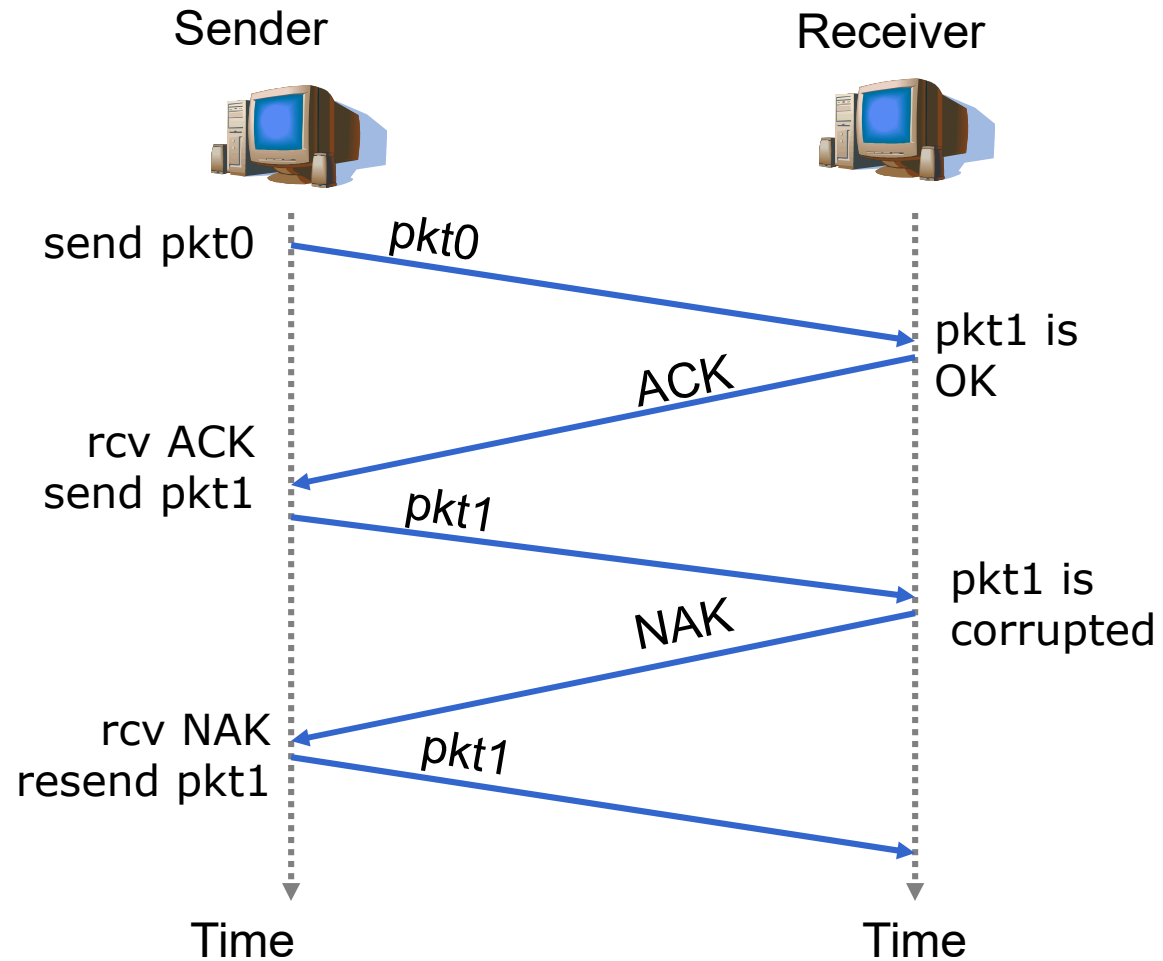 Sender
Receiver
send pkt0
pkt0
pkt1 is
OK
ACK
rcv ACK
send pkt1
pkt1
pkt1 is
corrupted
NAK
rcv NAK
resend pkt1
pkt1
Time
Time